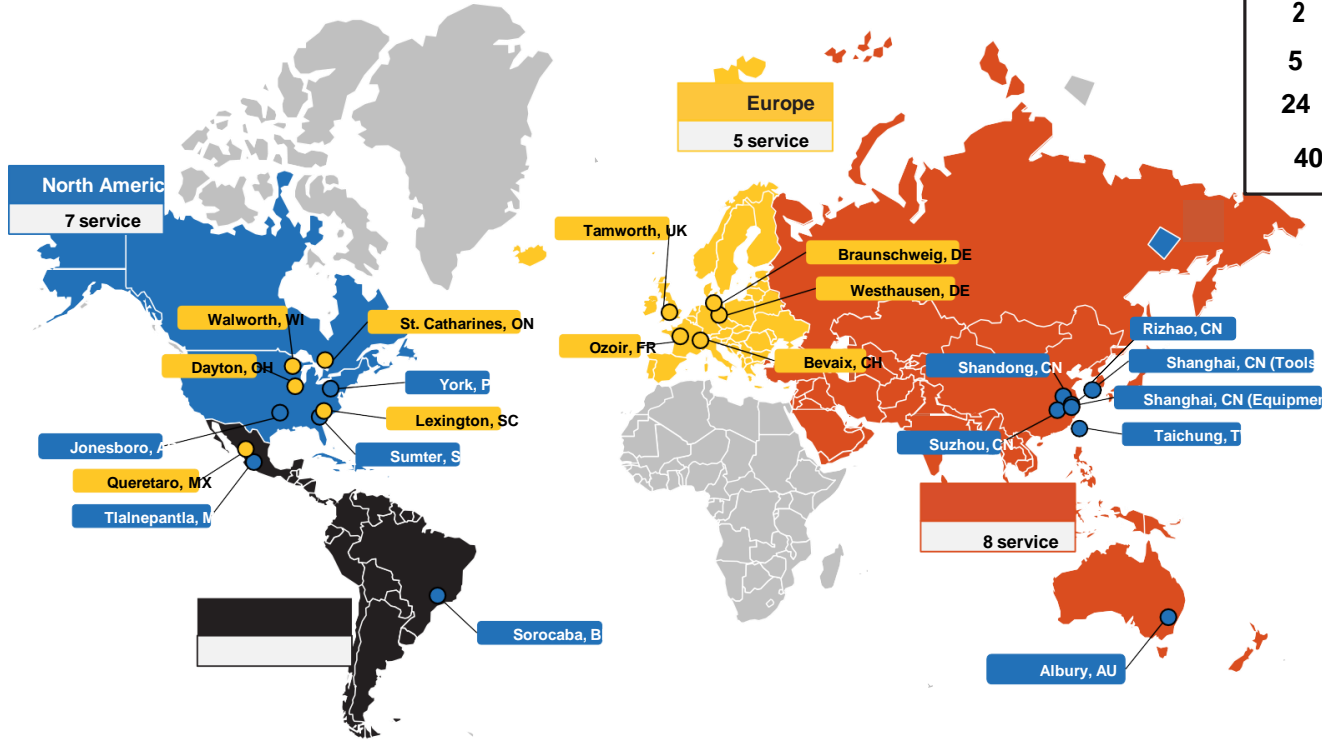 2
5
24
40
Europe
5 service
North Americ
7 service
Tamworth, UK
Braunschweig, DE
Westhausen, DE
Walworth, WI
St. Catharines, ON
Rizhao, CN
Ozoir, FR
Bevaix, CH
Dayton, OH
Shandong, CN
Shanghai, CN (Tools
York, P
Shanghai, CN (Equipmen
Lexington, SC
Jonesboro, A
Sumter, S
Suzhou, CN
Taichung, T
Queretaro, MX
Tlalnepantla, M
8 service
Sorocaba, B
Albury, AU